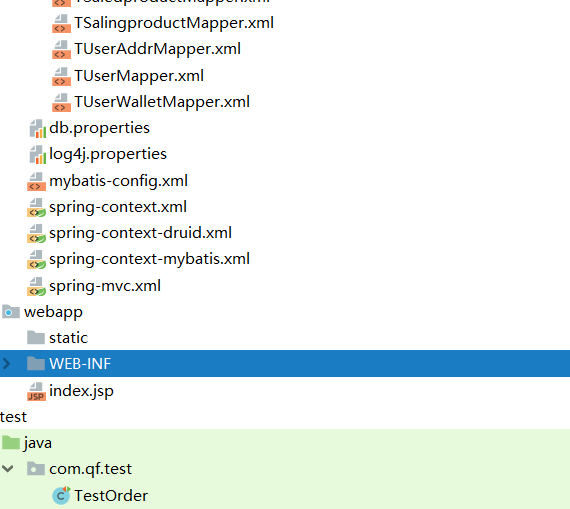 TSalingproductMapper.xml
TUserAddrMapper.xml
TUserMapper.xml
TUserWalletMapper.xml
db.properties
log4j.properties
mybatis-config.xml
spring-context.xml
spring-context-druid.xml
spring-context-mybatis.xml
spring-mvc.xml
webapp
static
WEB-INF
index.jsp
test
java
com.qf.test
TestOrder